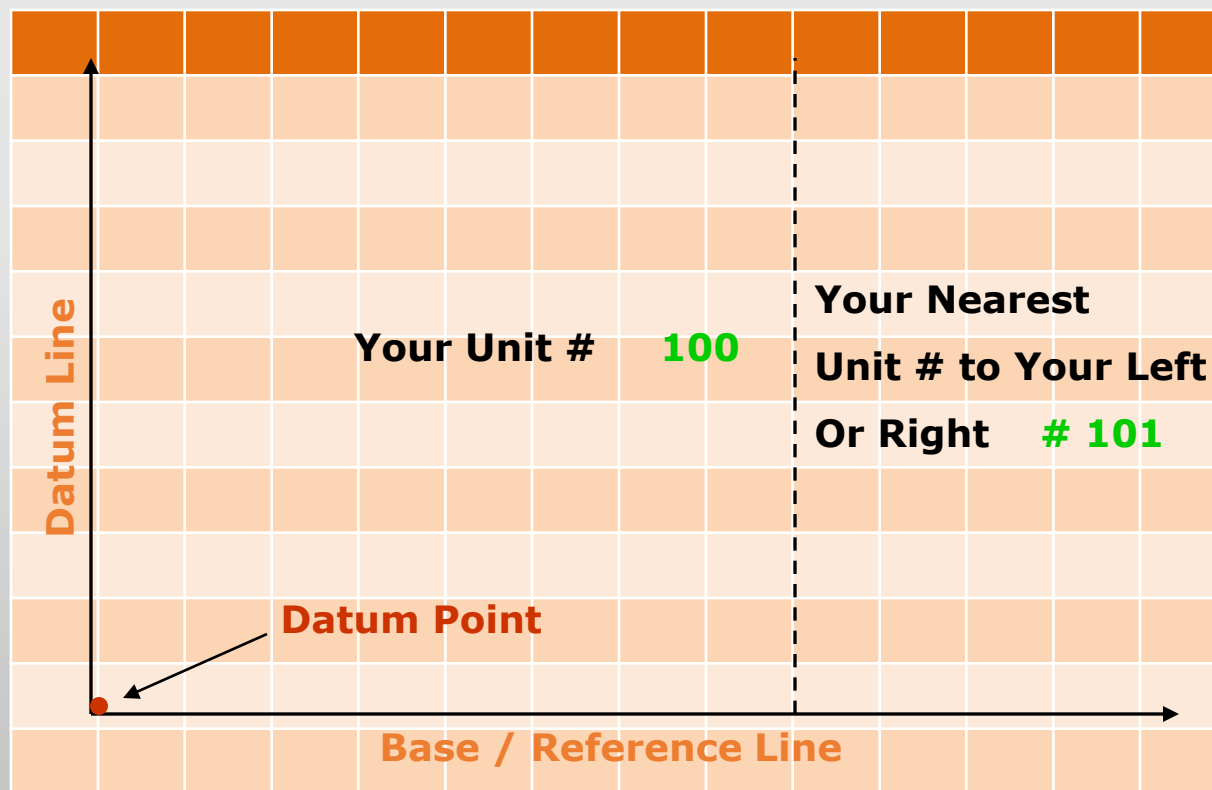 Your Nearest
Your Unit # 100
Unit # to Your Left
Or Right # 101
Datum Line
Datum Point
Base / Reference Line